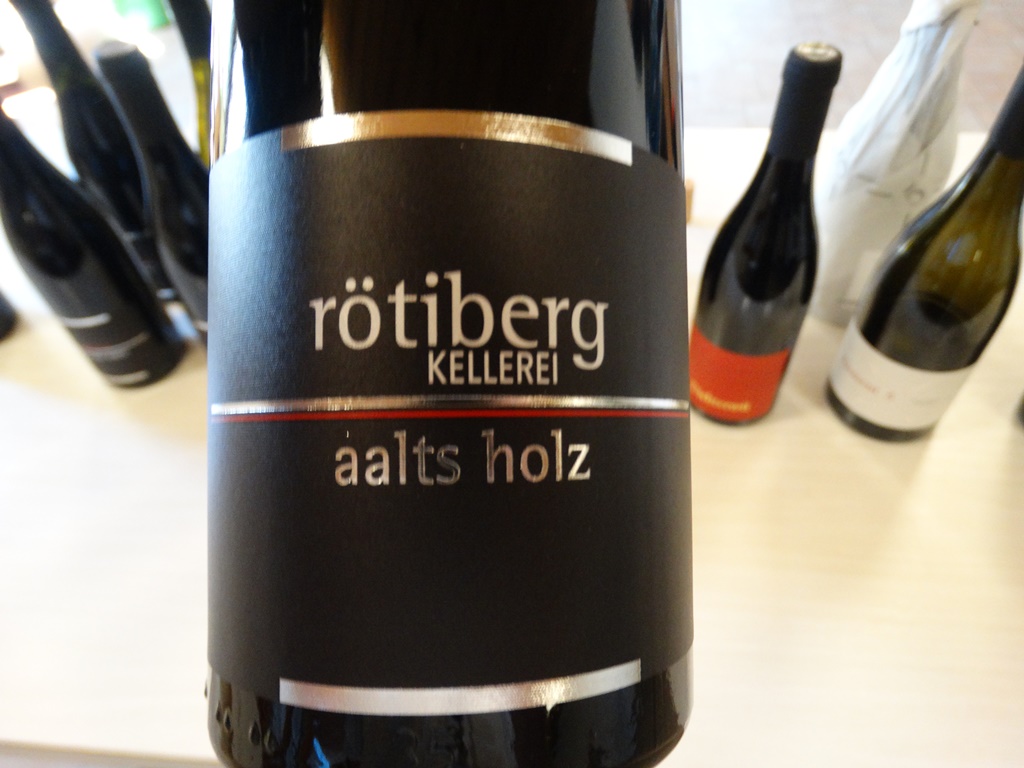 rötiberg
KELLEREI
aalts holz